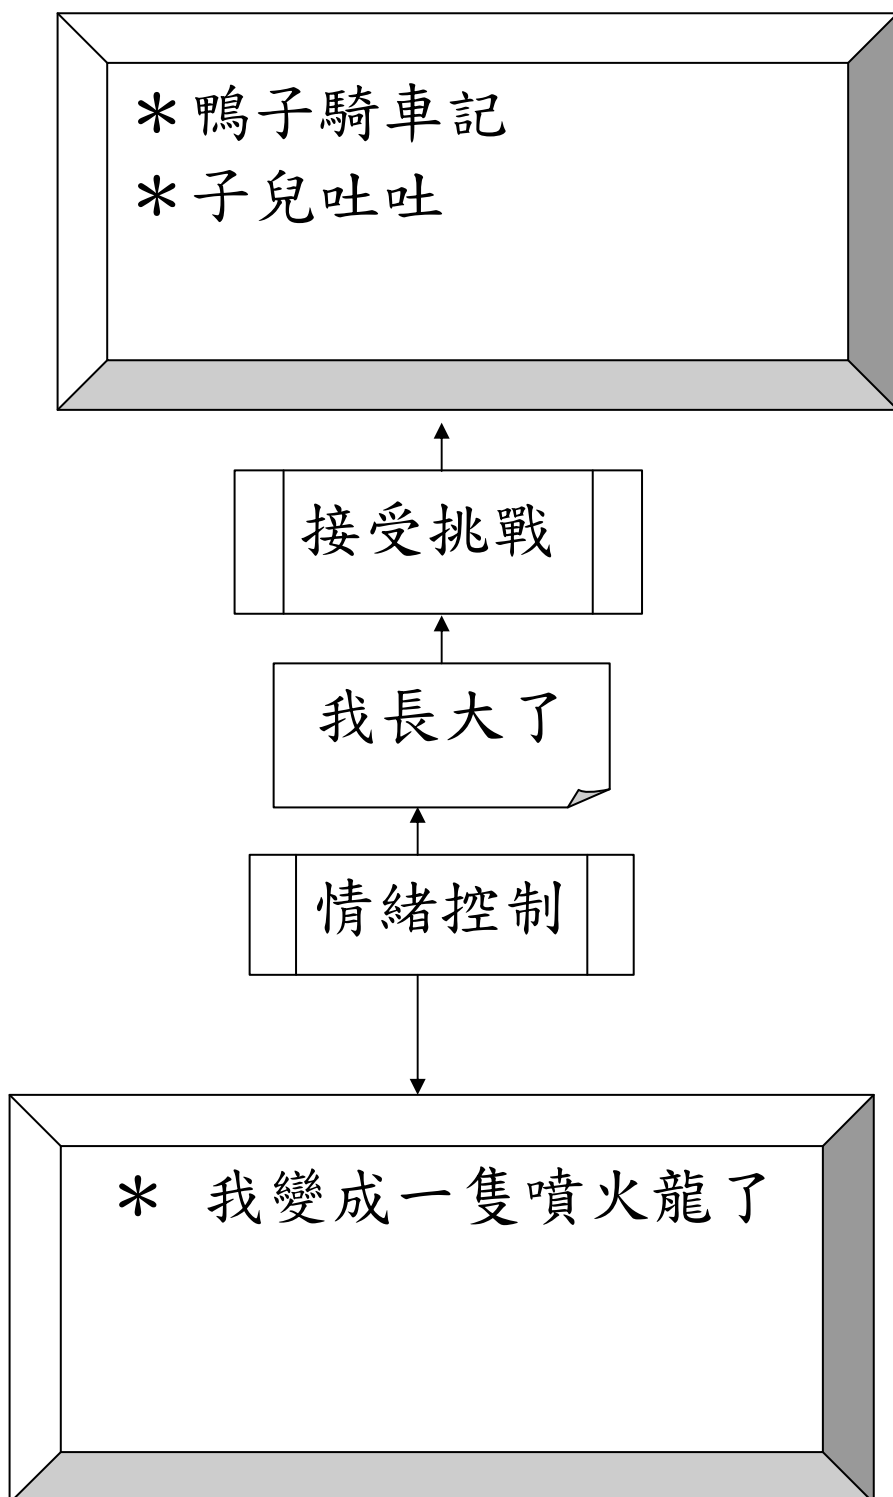 ＊鴨子騎車記
＊子兒吐吐
接受挑戰
我長大了
情緒控制
＊ 我變成一隻噴火龍了